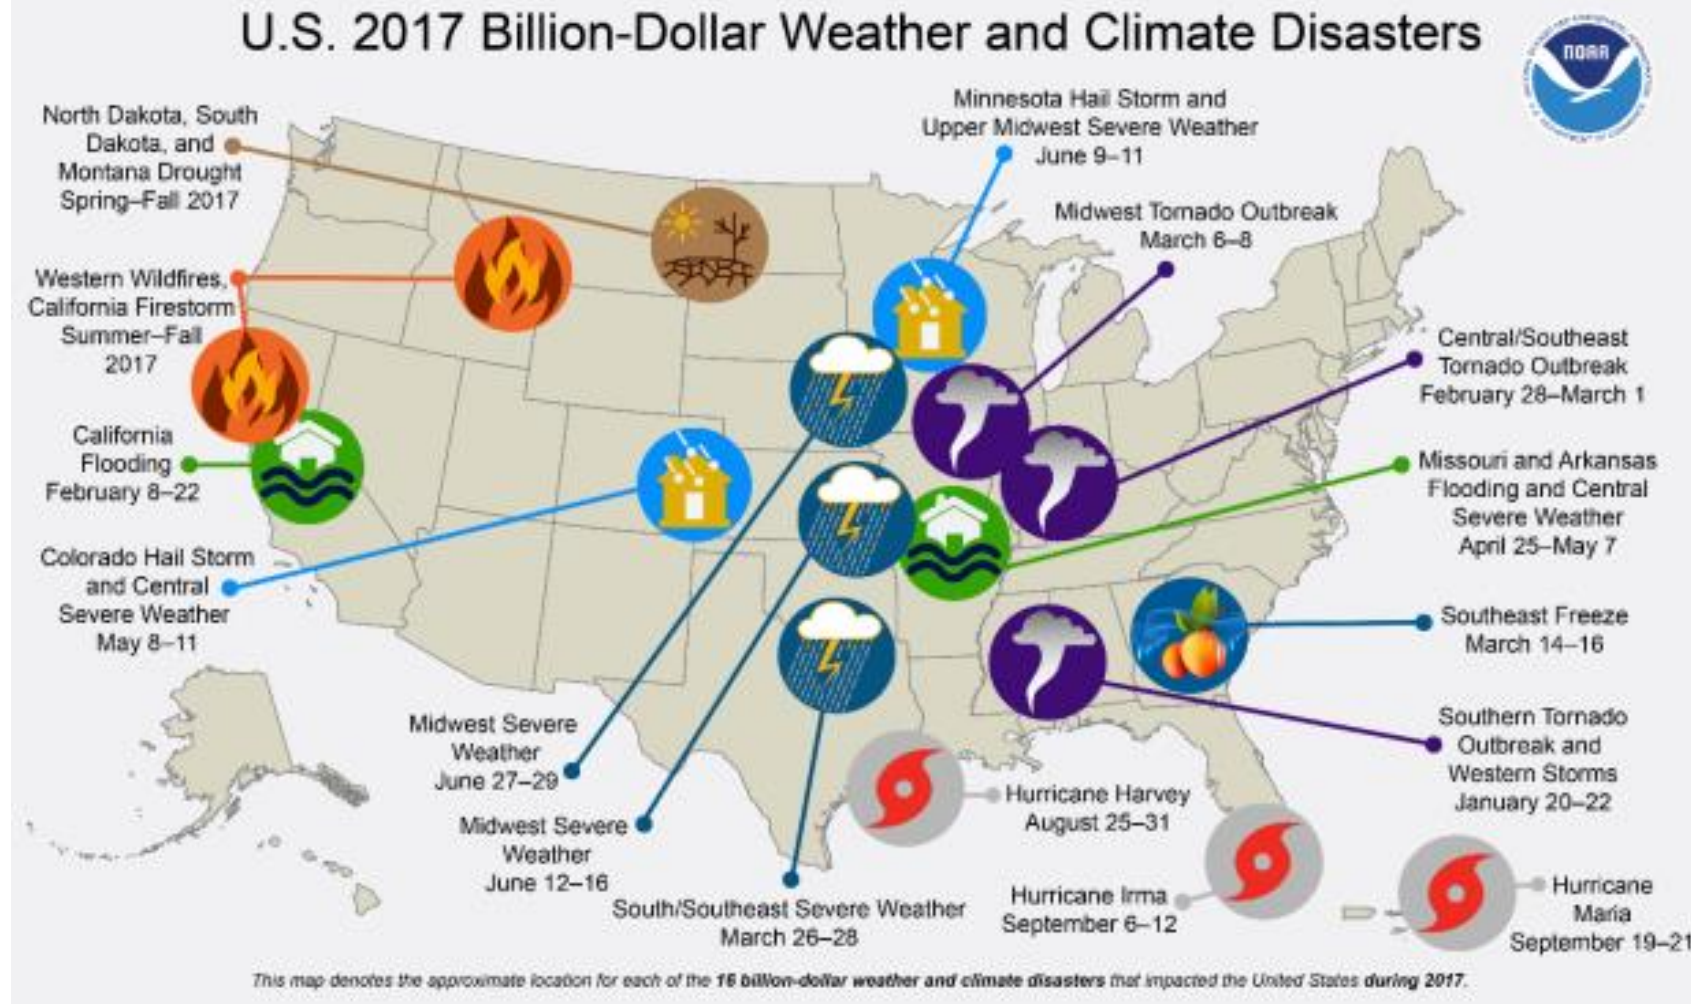 U.S. 2017 Billion-Dollar Weather and Climate Disasters
NOAA
North Dakota, South
Dakota, and
Montana Drought
Spring–Fall 2017
Minnesota Hail Storm and
Upper Midwest Severe Weather
June 9–11
Midwest Tornado Outbreak
March 6–8
Western Wildfires,
California Firestorm
Summer–Fall
2017
Central/Southeast
Tornado Outbreak
February 28–March 1
California
Flooding
February 8–22
Missouri and Arkansas
Flooding and Central
Severe Weather
April 25–May 7
Colorado Hail Storm
and Central
Severe Weather
May 8–11
Southeast Freeze
March 14–16
Midwest Severe
Weather
June 27–29
Southern Tornado
Outbreak and
Western Storms
January 20–22
Midwest Severe
Weather
June 12–16
Hurricane Harvey
August 25–31
South/Southeast Severe Weather
March 26–28
Hurricane Irma
September 6–12
Hurricane
Maria
September 19–21
This map denotes the approximate location for each of the 16 billion-dollar weather and climate disasters that impacted the United States during 2017.